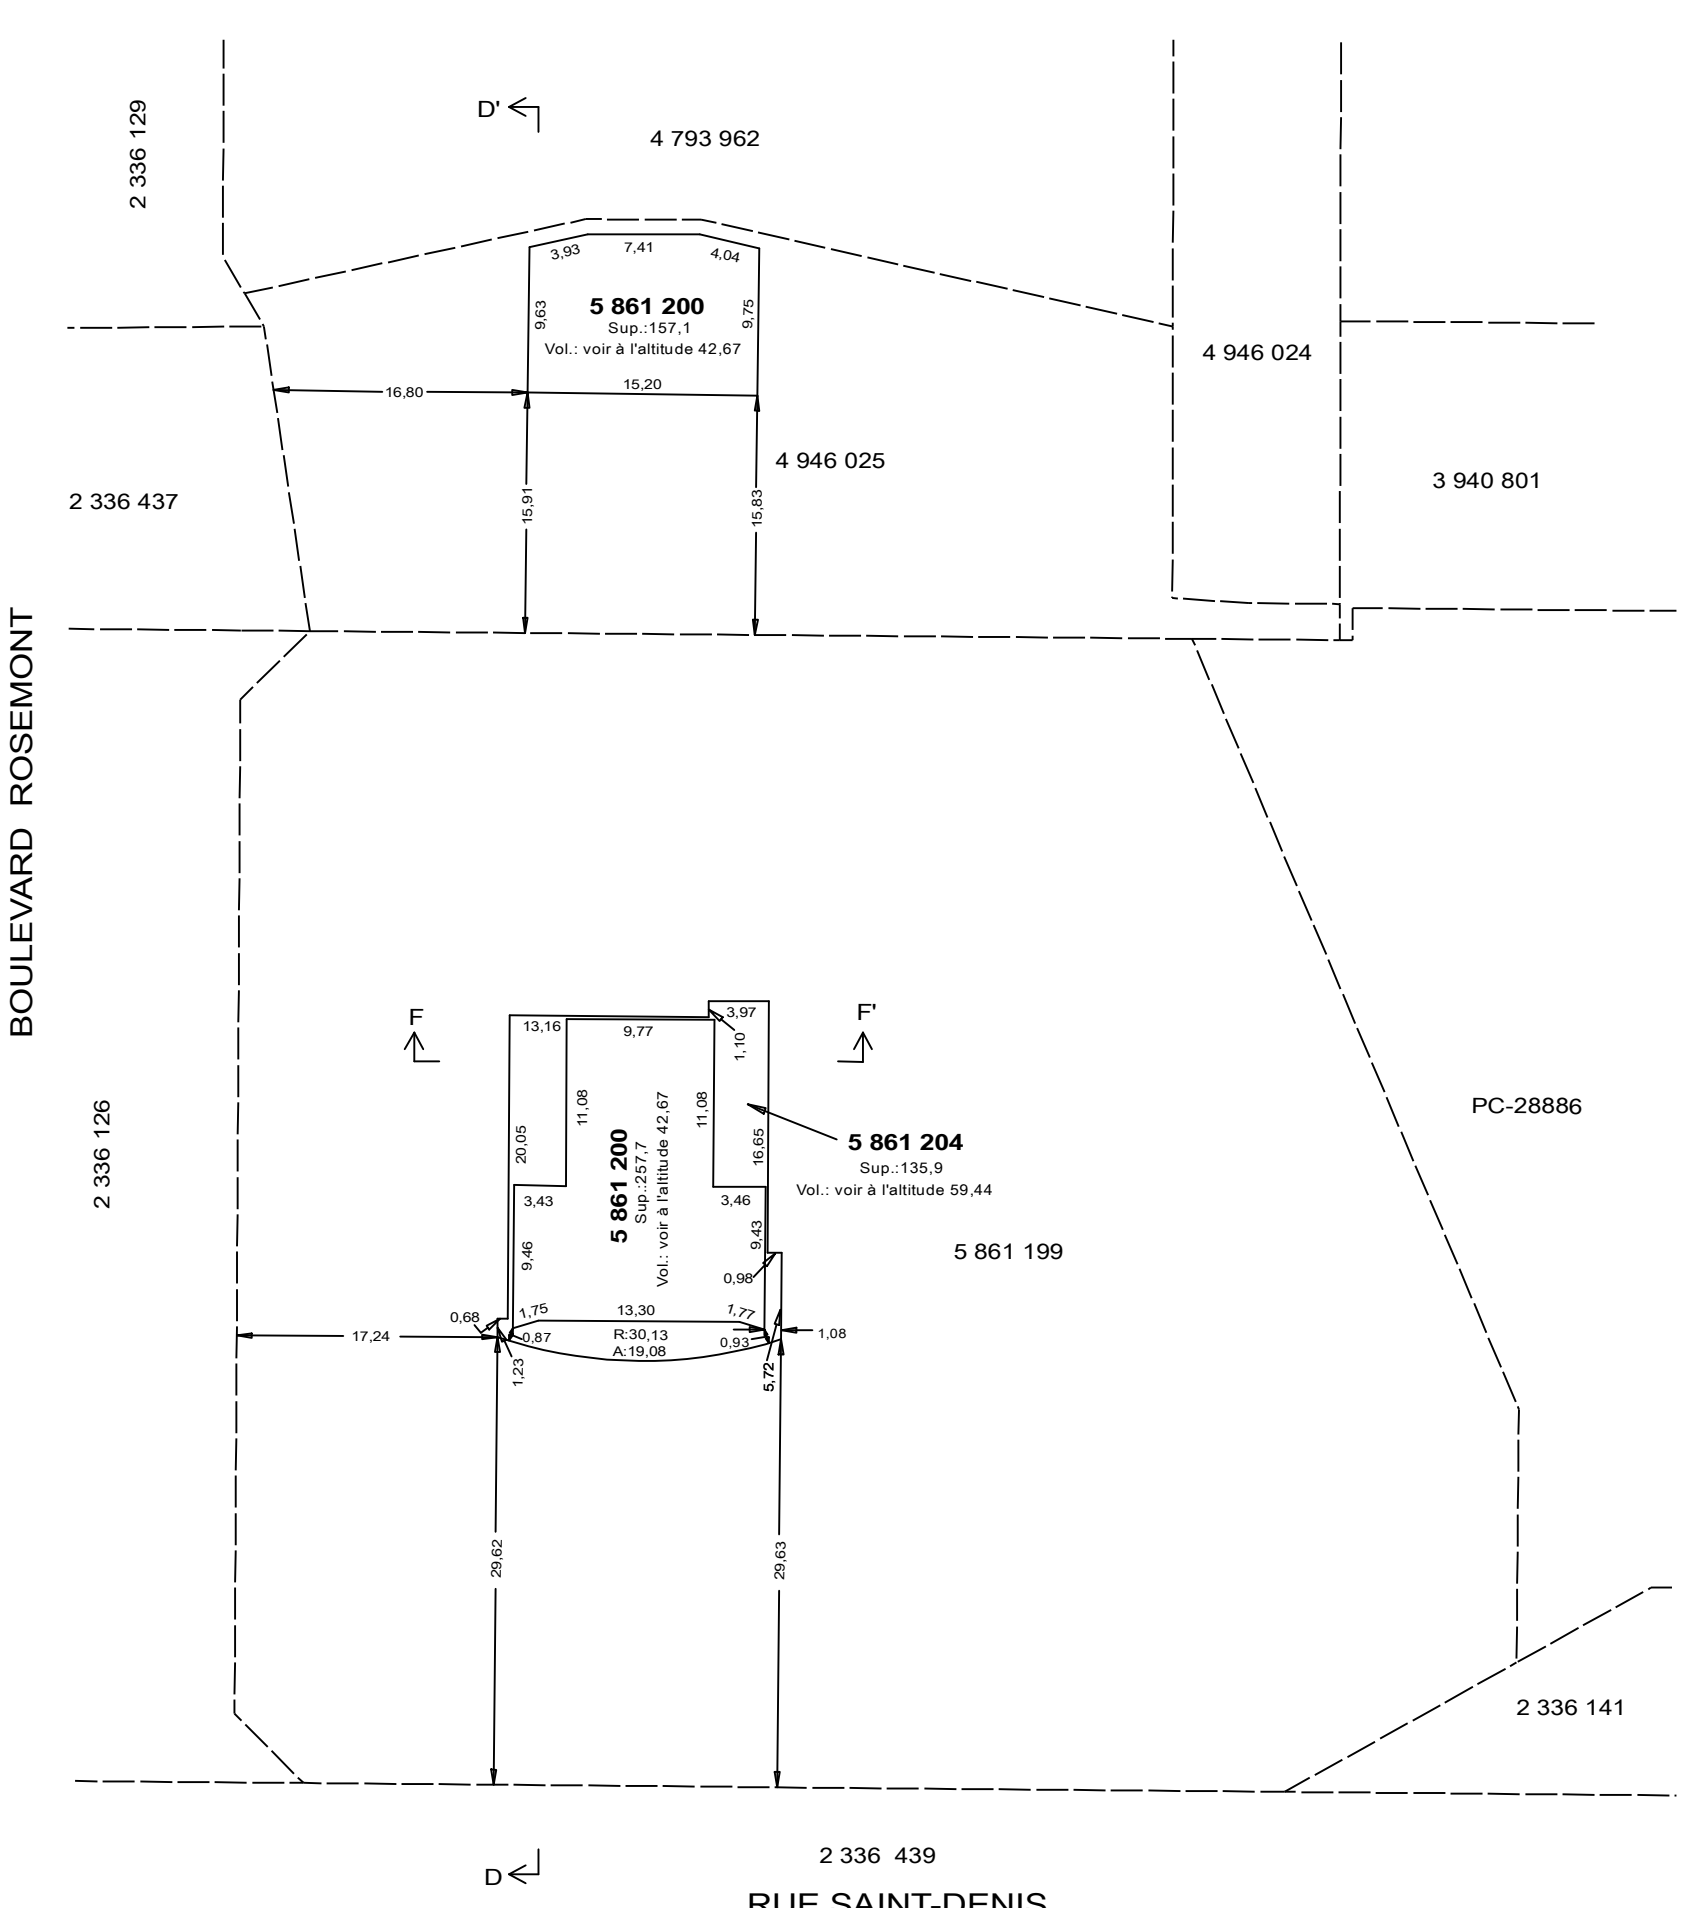 D'
4 793 962
2 336 129
3,93
7,41
4,04
9,63
5 861 200
Sup.:157,1
Vol.: voir à l'altitude 42,67
9,75
4 946 024
16,80
15,20
4 946 025
3 940 801
2 336 437
15,91
15,83
BOULEVARD ROSEMONT
F
F'
13,16
9,77
3,97
1,10
11,08
11,08
20,05
16,65
5 861 200
Sup.:257,7
Vol.: voir à l'altitude 42,67
5 861 204
Sup.:135,9
Vol.: voir à l'altitude 59,44
PC-28886
2 336 126
3,43
3,46
9,46
9,43
5 861 199
0,98
0,68
1,75
13,30
1,77
17,24
0,87
R:30,13
A:19,08
0,93
1,08
1,23
5,72
29,62
29,63
2 336 141
2 336 439
D
RUE SAINT-DENIS